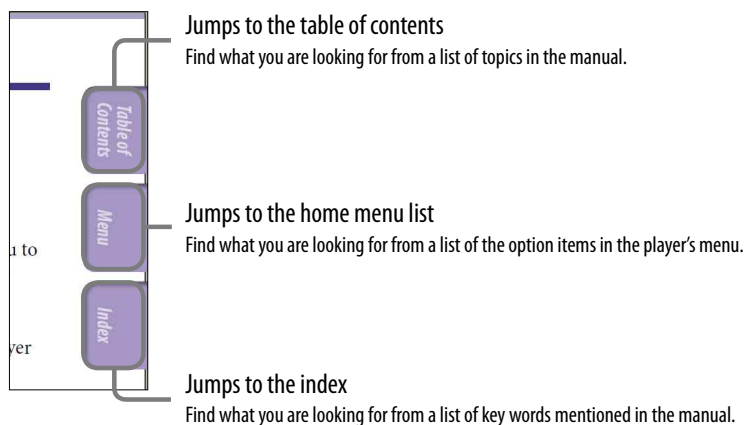 Jumps to the table of contents
Find what you are looking for from a list of topics in the manual.
Table of
Contents
Jumps to the home menu list
Find what you are looking for from a list of the option items in the player's menu.
Menu
u to
Index
yer
Jumps to the index
Find what you are looking for from a list of key words mentioned in the manual.